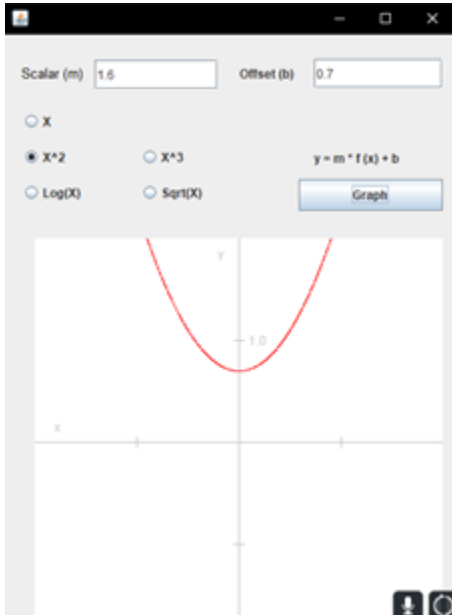 Scalar (m) 1.6 Offset (b) 0.7
X
X^2 X^3 y = m * f (x) + b
Log(X) Sqrt(X) Graph
y
1.0
x